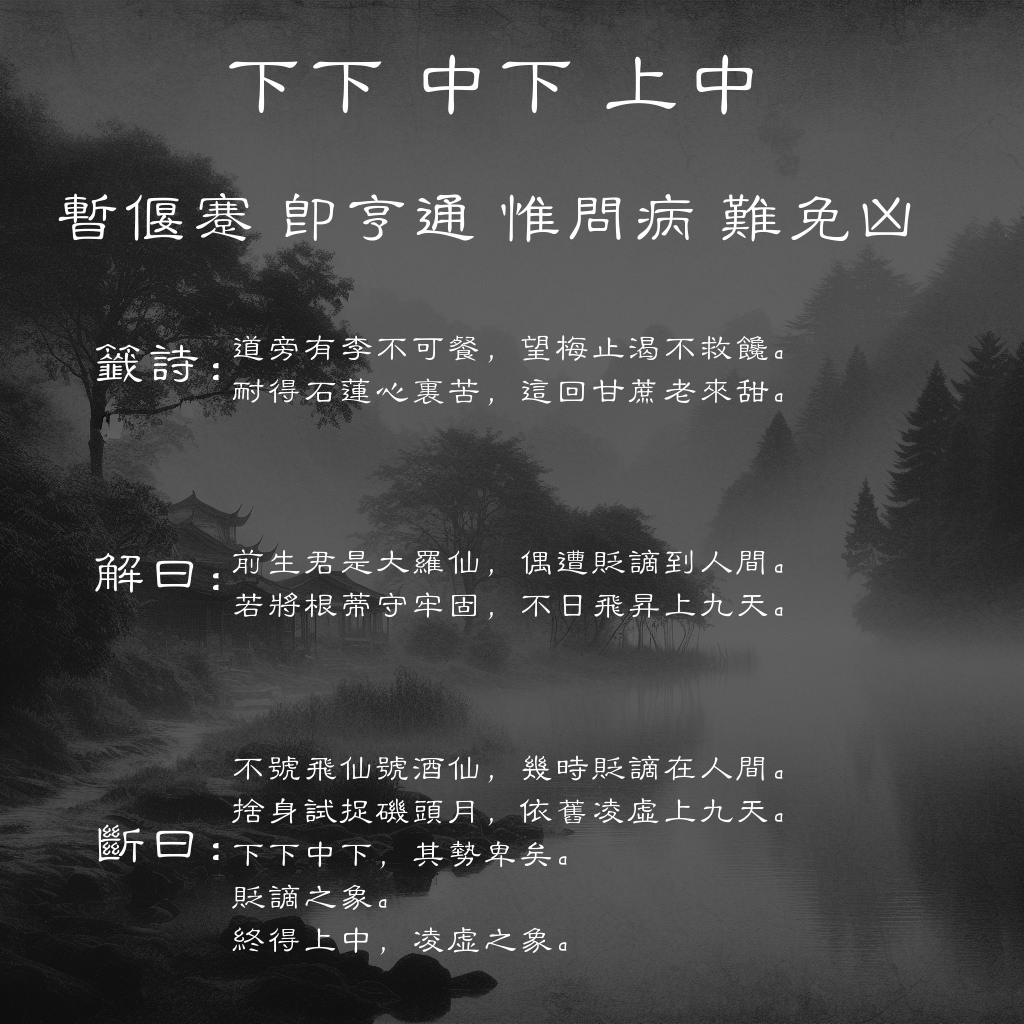 下下 中下 上中
暫偃蹇 即亨通 惟問病 難免凶
籤詩：
道旁有李不可餐，望梅止渴不救饞。
耐得石蓮心裏苦，這回甘蔗老來甜。
解曰：
前生君是大羅仙，偶遭貶謫到人間。
若將根蒂守牢固，不日飛昇上九天。
斷曰：
不號飛仙號酒仙，幾時貶謫在人間。
捨身試捉磯頭月，依舊凌虛上九天。
下下中下，其勢卑矣。
貶謫之象。
終得上中，凌虛之象。